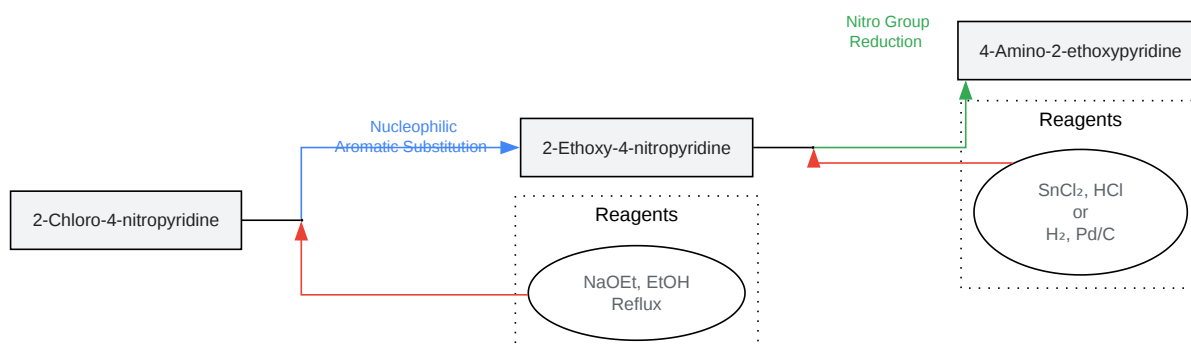 Nitro Group
Reduction
4-Amino-2-ethoxypyridine
Reagents
SnCl₂, HCl
or
H₂, Pd/C
Nucleophilic
Aromatic Substitution
2-Ethoxy-4-nitropyridine
2-Chloro-4-nitropyridine
Reagents
NaOEt, EtOH
Reflux